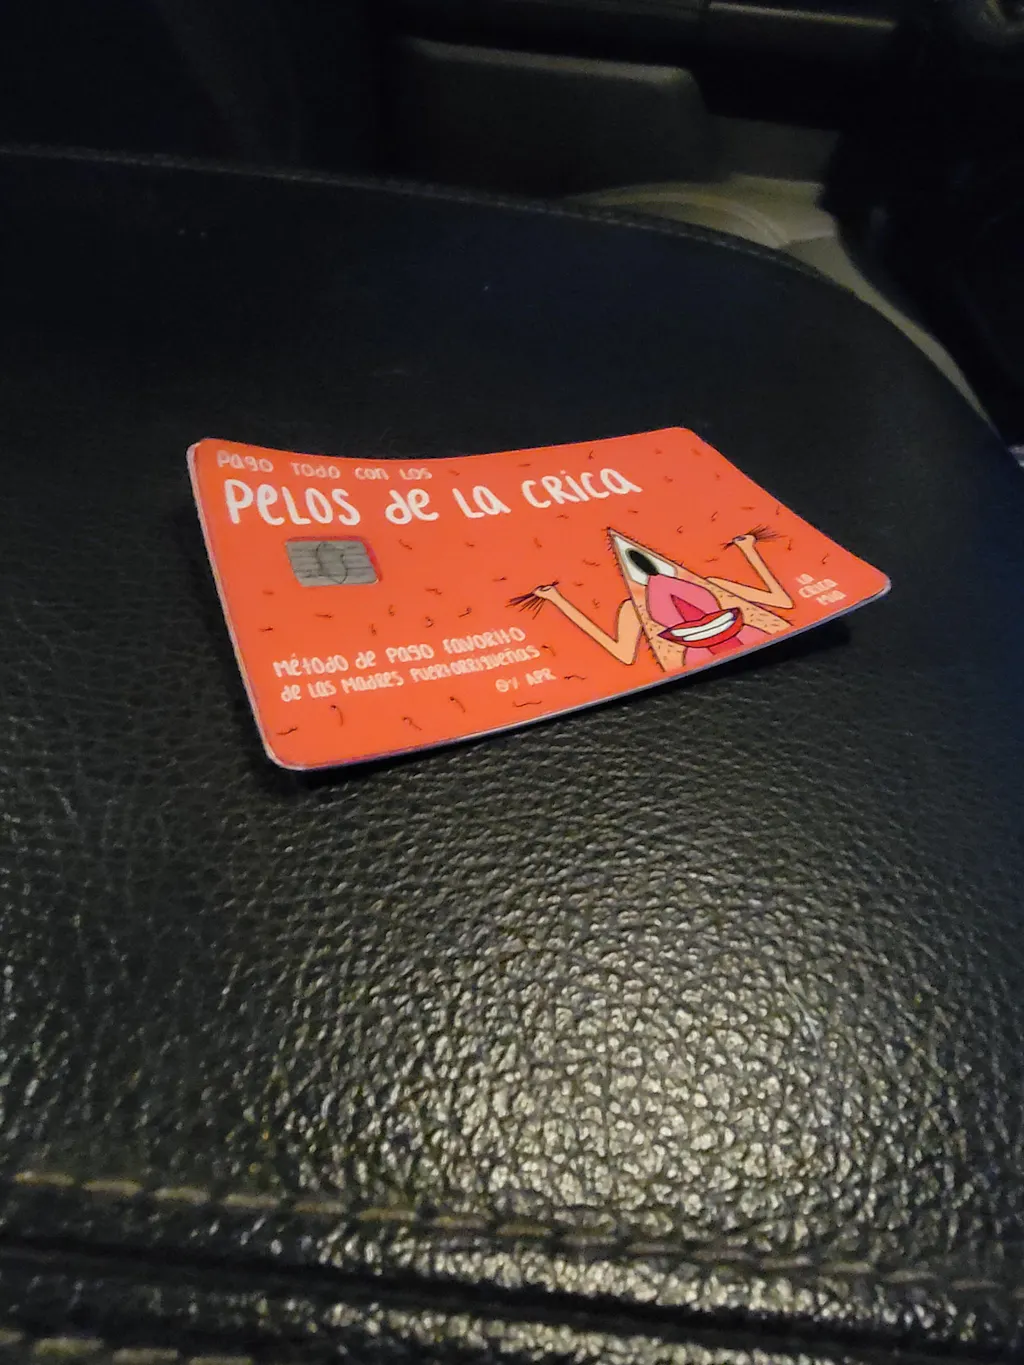 Pago todo con los
Pelos de la crica
Método de pago favorito
de las madres puertorriqueñas
0% APR
La
crica
mia